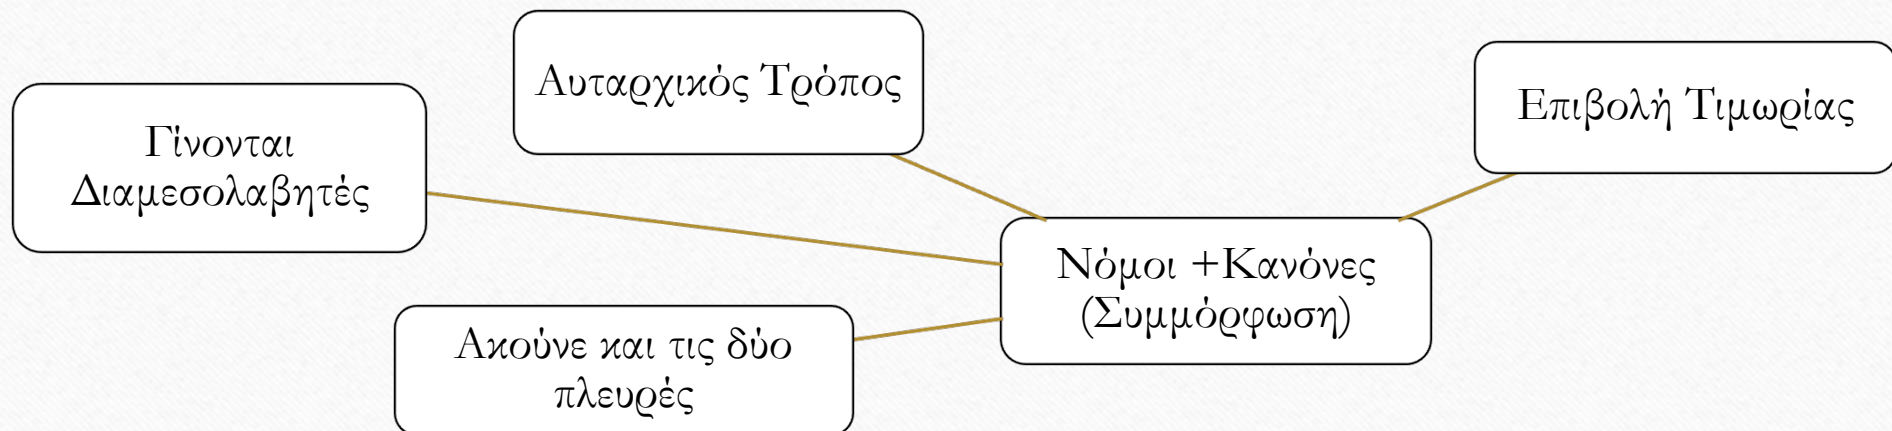 Αυταρχικός Τρόπος
Επιβολή Τιμωρίας
Γίνονται
Διαμεσολαβητές
Νόμοι +Κανόνες
(Συμμόρφωση)
Ακούνε και τις δύο
πλευρές